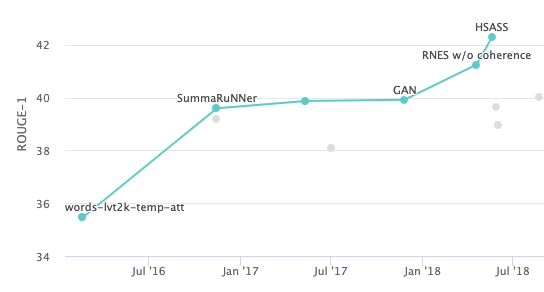 HSASS
42
RNES w/o coherence
GAN
SummaRuNNer
40
ROUGE-1
38
words-lvt2k-temp-att
36
34
Jul '16
Jan '17
Jul '17
Jan '18
Jul '18